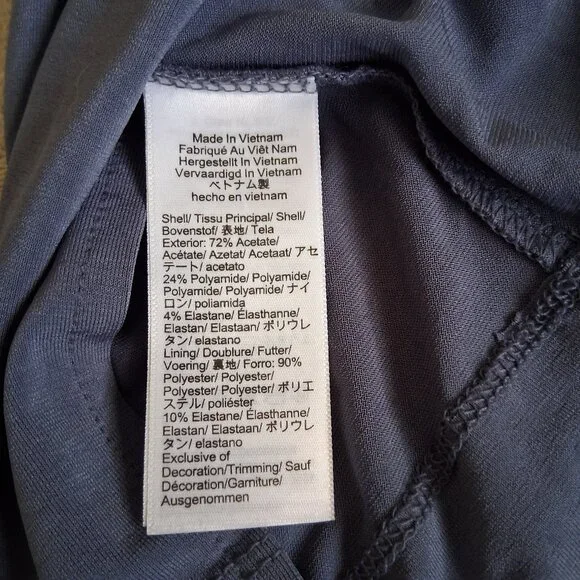 Made In Vietnam
Fabriqué Au Viêt Nam
Hergestellt In Vietnam
Vervaardigd In Vietnam
ベトナム製
hecho en vietnam
Shell/ Tissu Principal/ Shell/
Bovenstof/ 表地/ Tela
Exterior: 72% Acetate/
Acétate/ Azetat/ Acetaat/ アセ
テート/ acetato
24% Polyamide/ Polyamide/
Polyamide/ Polyamide/ ナイ
ロン/ poliamida
4% Elastane/ Élasthanne/
Elastan/ Elastaan/ ポリウレ
タン/ elastano
Lining/ Doublure/ Futter/
Voering/ 裏地/ Forro: 90%
Polyester/ Polyester/
Polyester/ Polyester/ ポリエ
ステル/ poliéster
10% Elastane/ Élasthanne/
Elastan/ Elastaan/ ポリウレ
タン/ elastano
Exclusive of
Decoration/Trimming/ Sauf
Décoration/Garniture/
Ausgenommen